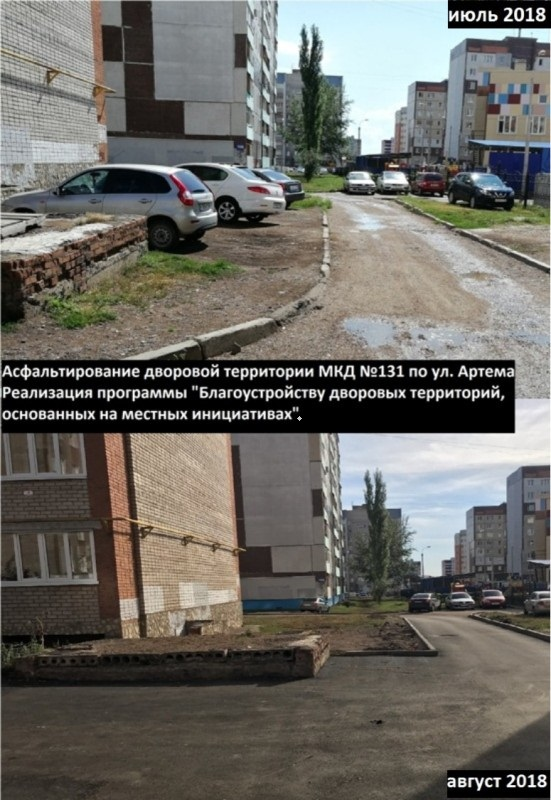 июль 2018
Асфальтирование дворовой территории МКД №131 по ул. Артема
Реализация программы "Благоустройству дворовых территорий,
основанных на местных инициативах".
август 2018